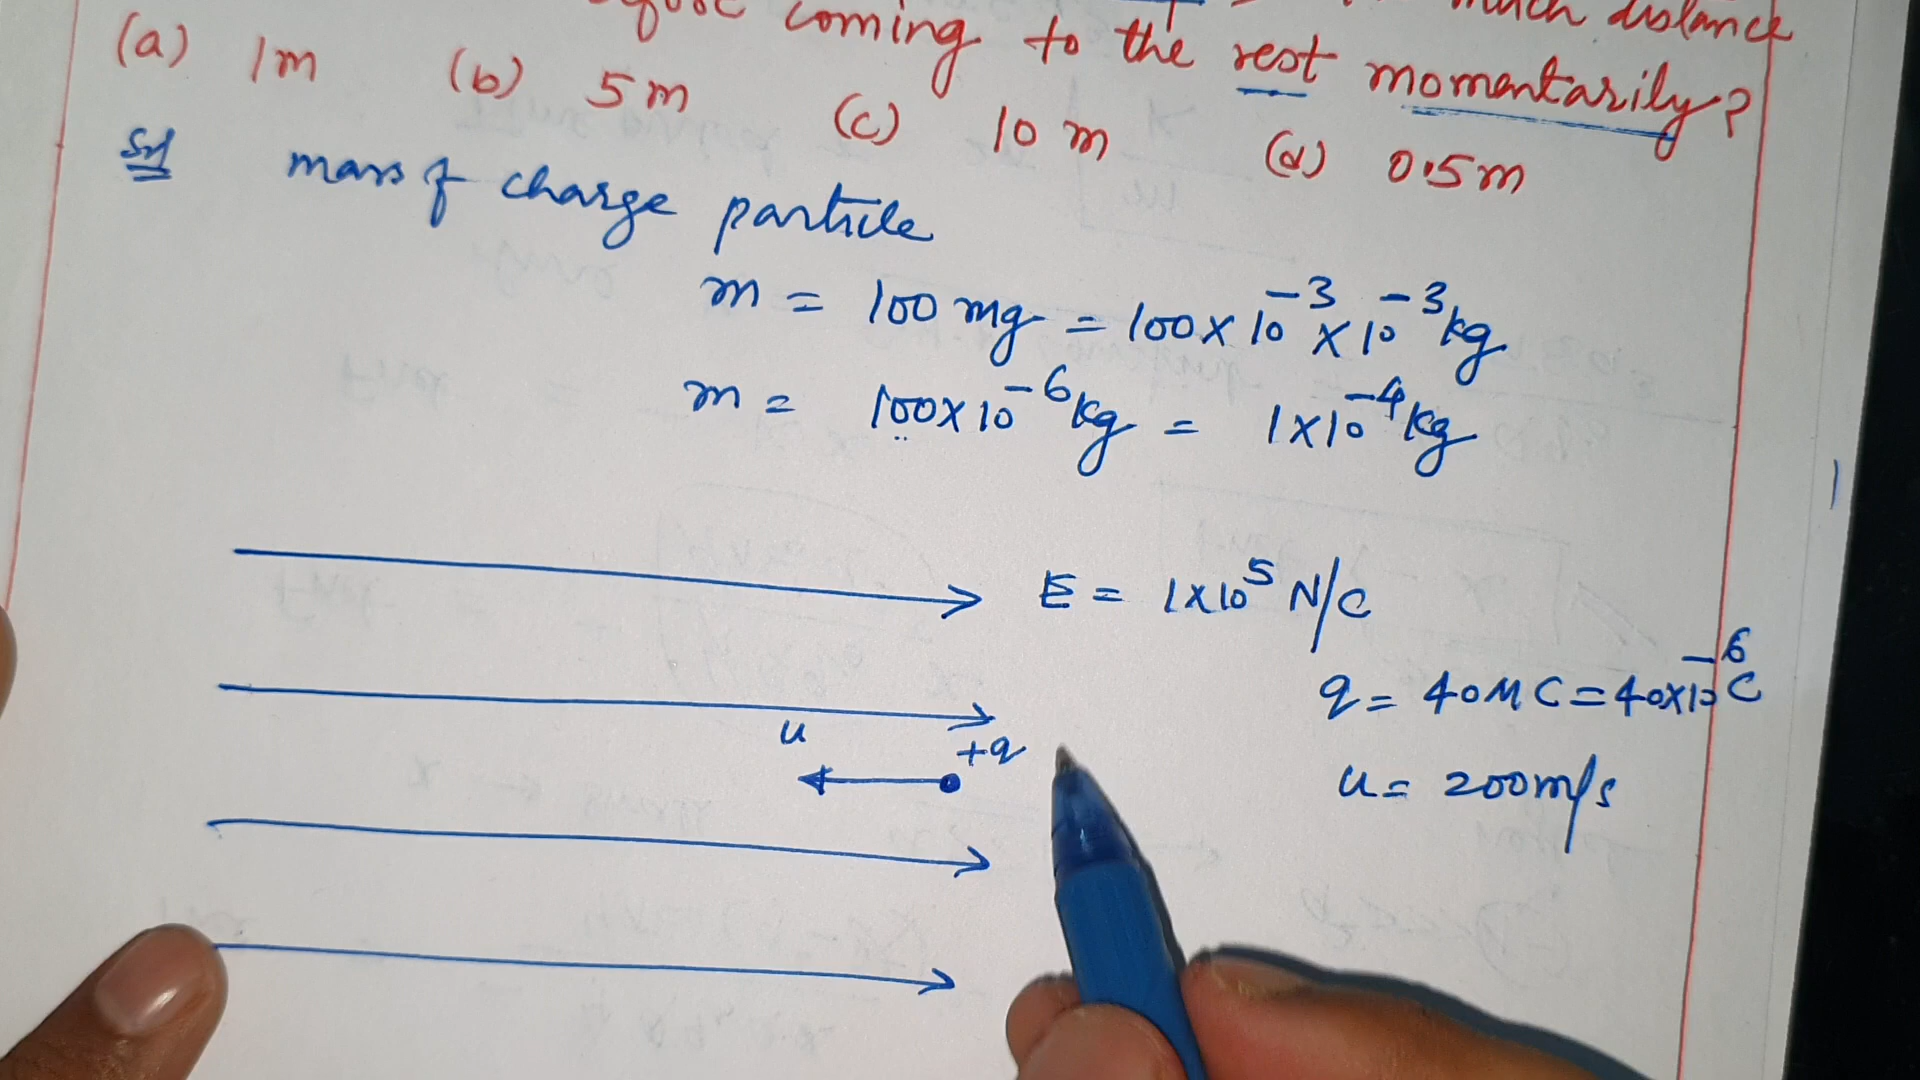 coming to the rest momentarily? much distance
(a) 1m (b) 5m (c) 10 m (d) 0.5m
Sol mass of charge particle
m = 100 mg = 100 x 10^-3 x 10^-3 kg
m = 100 x 10^-6 kg = 1 x 10^-4 kg
E = 1 x 10^5 N/C
q = 40 M C = 40 x 10^-6 C
u
+q
u = 200 m/s